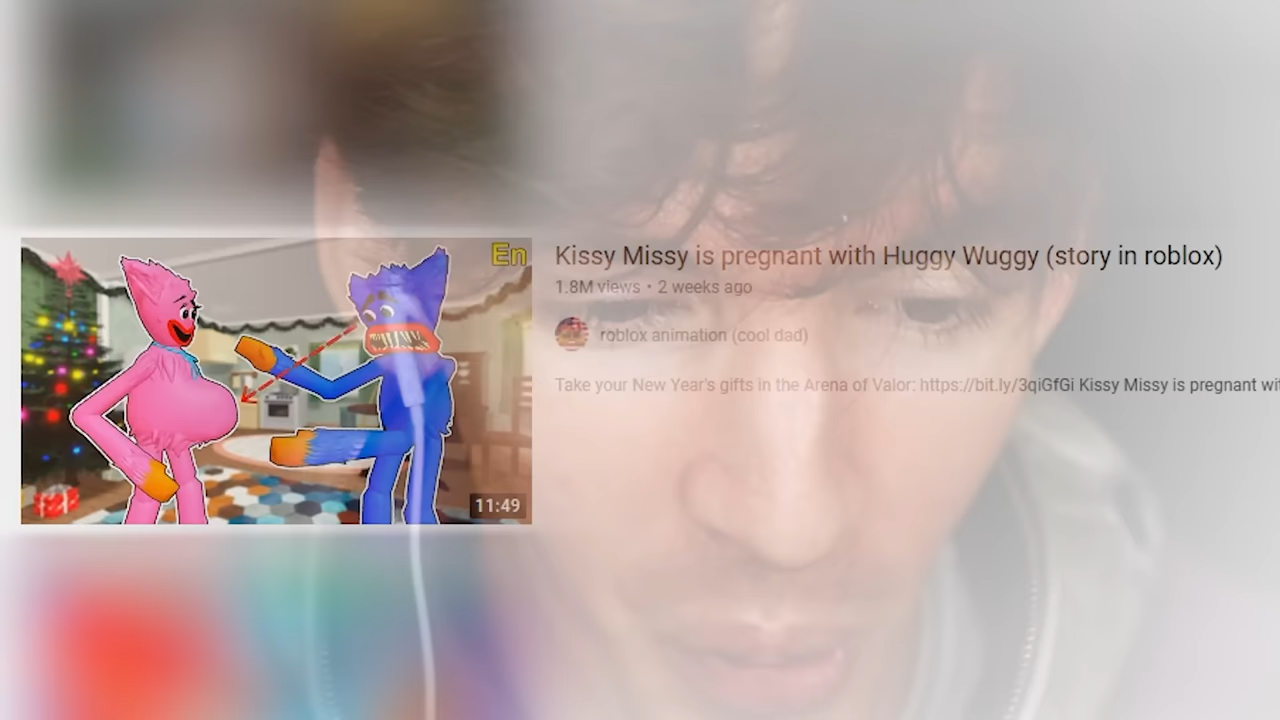 En
Kissy Missy is pregnant with Huggy Wuggy (story in roblox)
1.8M views • 2 weeks ago
roblox animation (cool dad)
Take your New Year's gifts in the Arena of Valor: https://bit.ly/3qiGfGi Kissy Missy is pregnant wi
11:49